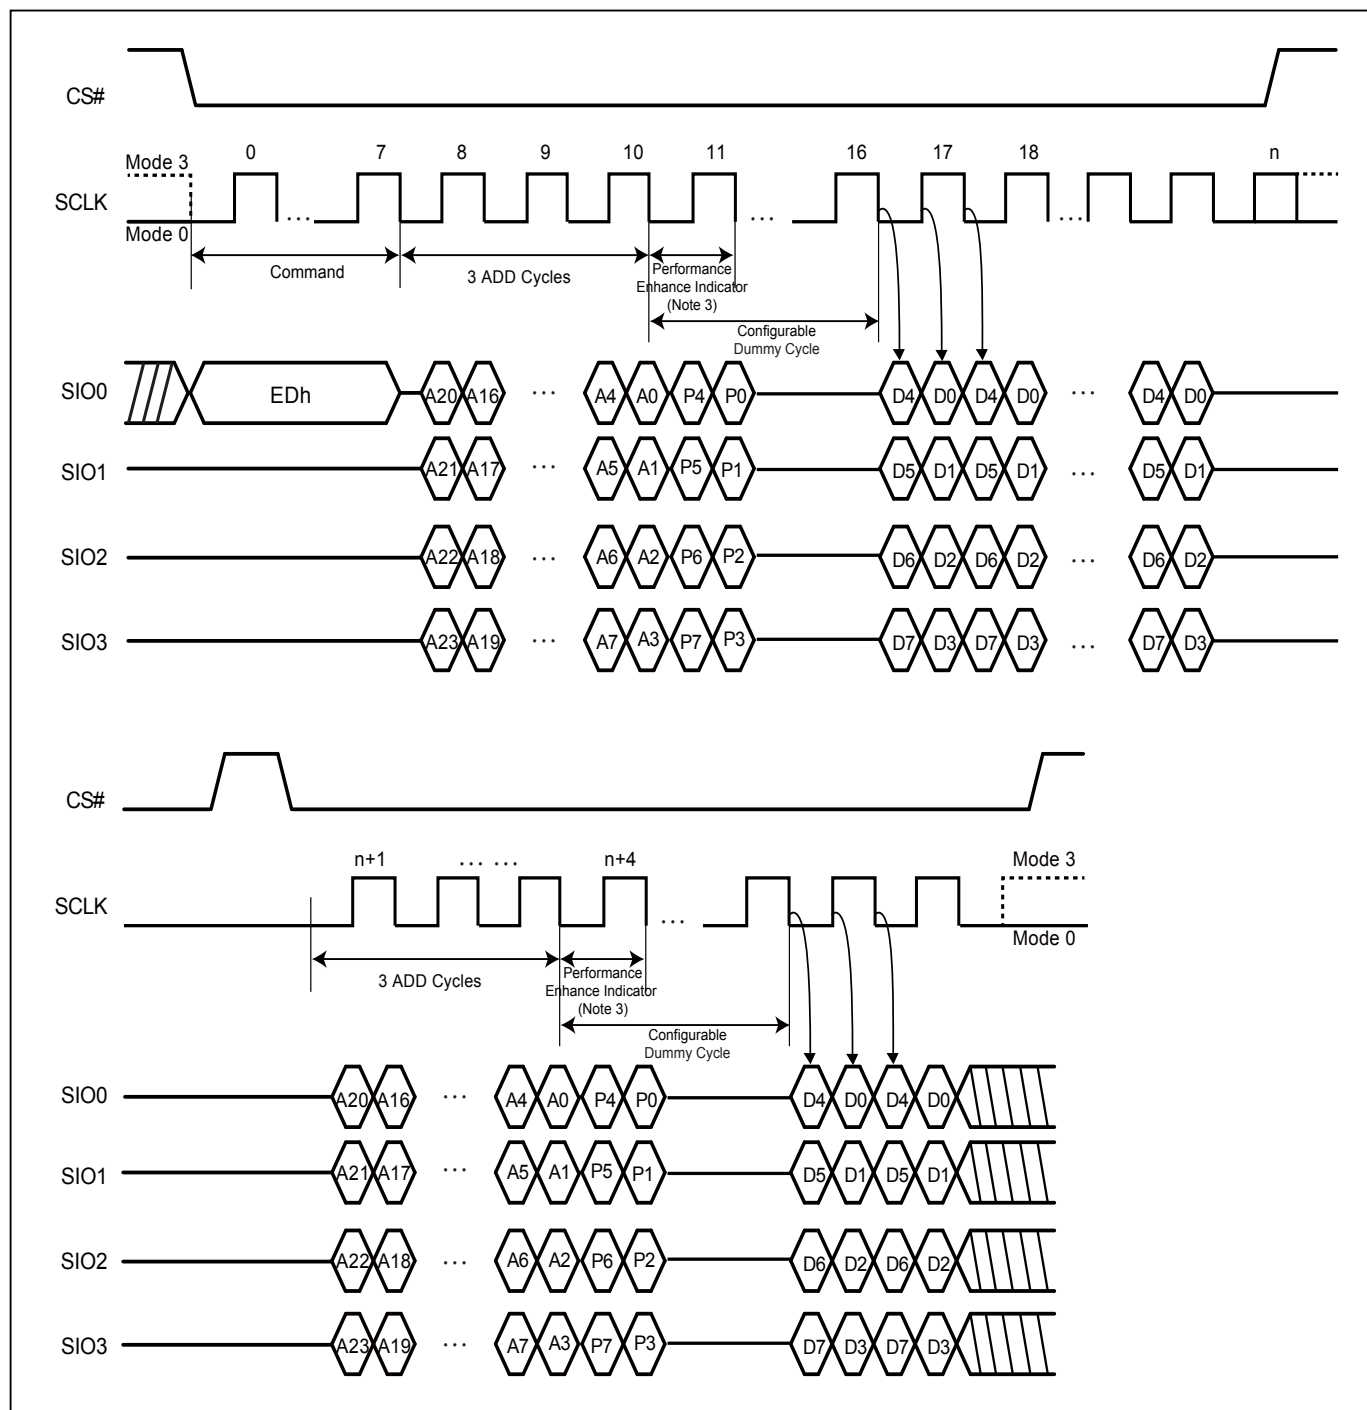 CS#
0 7 8 9 10 11 16 17 18 n
Mode 3
SCLK
...
...
...
Mode 0
Command
3 ADD Cycles
Performance
Enhance Indicator
(Note 3)
Configurable
Dummy Cycle
SIO0 EDh A20 A16 ... A4 A0 P4 P0 D4 D0 D4 D0 ... D4 D0
SIO1 A21 A17 ... A5 A1 P5 P1 D5 D1 D5 D1 ... D5 D1
SIO2 A22 A18 ... A6 A2 P6 P2 D6 D2 D6 D2 ... D6 D2
SIO3 A23 A19 ... A7 A3 P7 P3 D7 D3 D7 D3 ... D7 D3
CS#
n+1 ... ... n+4 Mode 3
SCLK
...
Mode 0
3 ADD Cycles
Performance
Enhance Indicator
(Note 3)
Configurable
Dummy Cycle
SIO0 A20 A16 ... A4 A0 P4 P0 D4 D0 D4 D0
SIO1 A21 A17 ... A5 A1 P5 P1 D5 D1 D5 D1
SIO2 A22 A18 ... A6 A2 P6 P2 D6 D2 D6 D2
SIO3 A23 A19 ... A7 A3 P7 P3 D7 D3 D7 D3